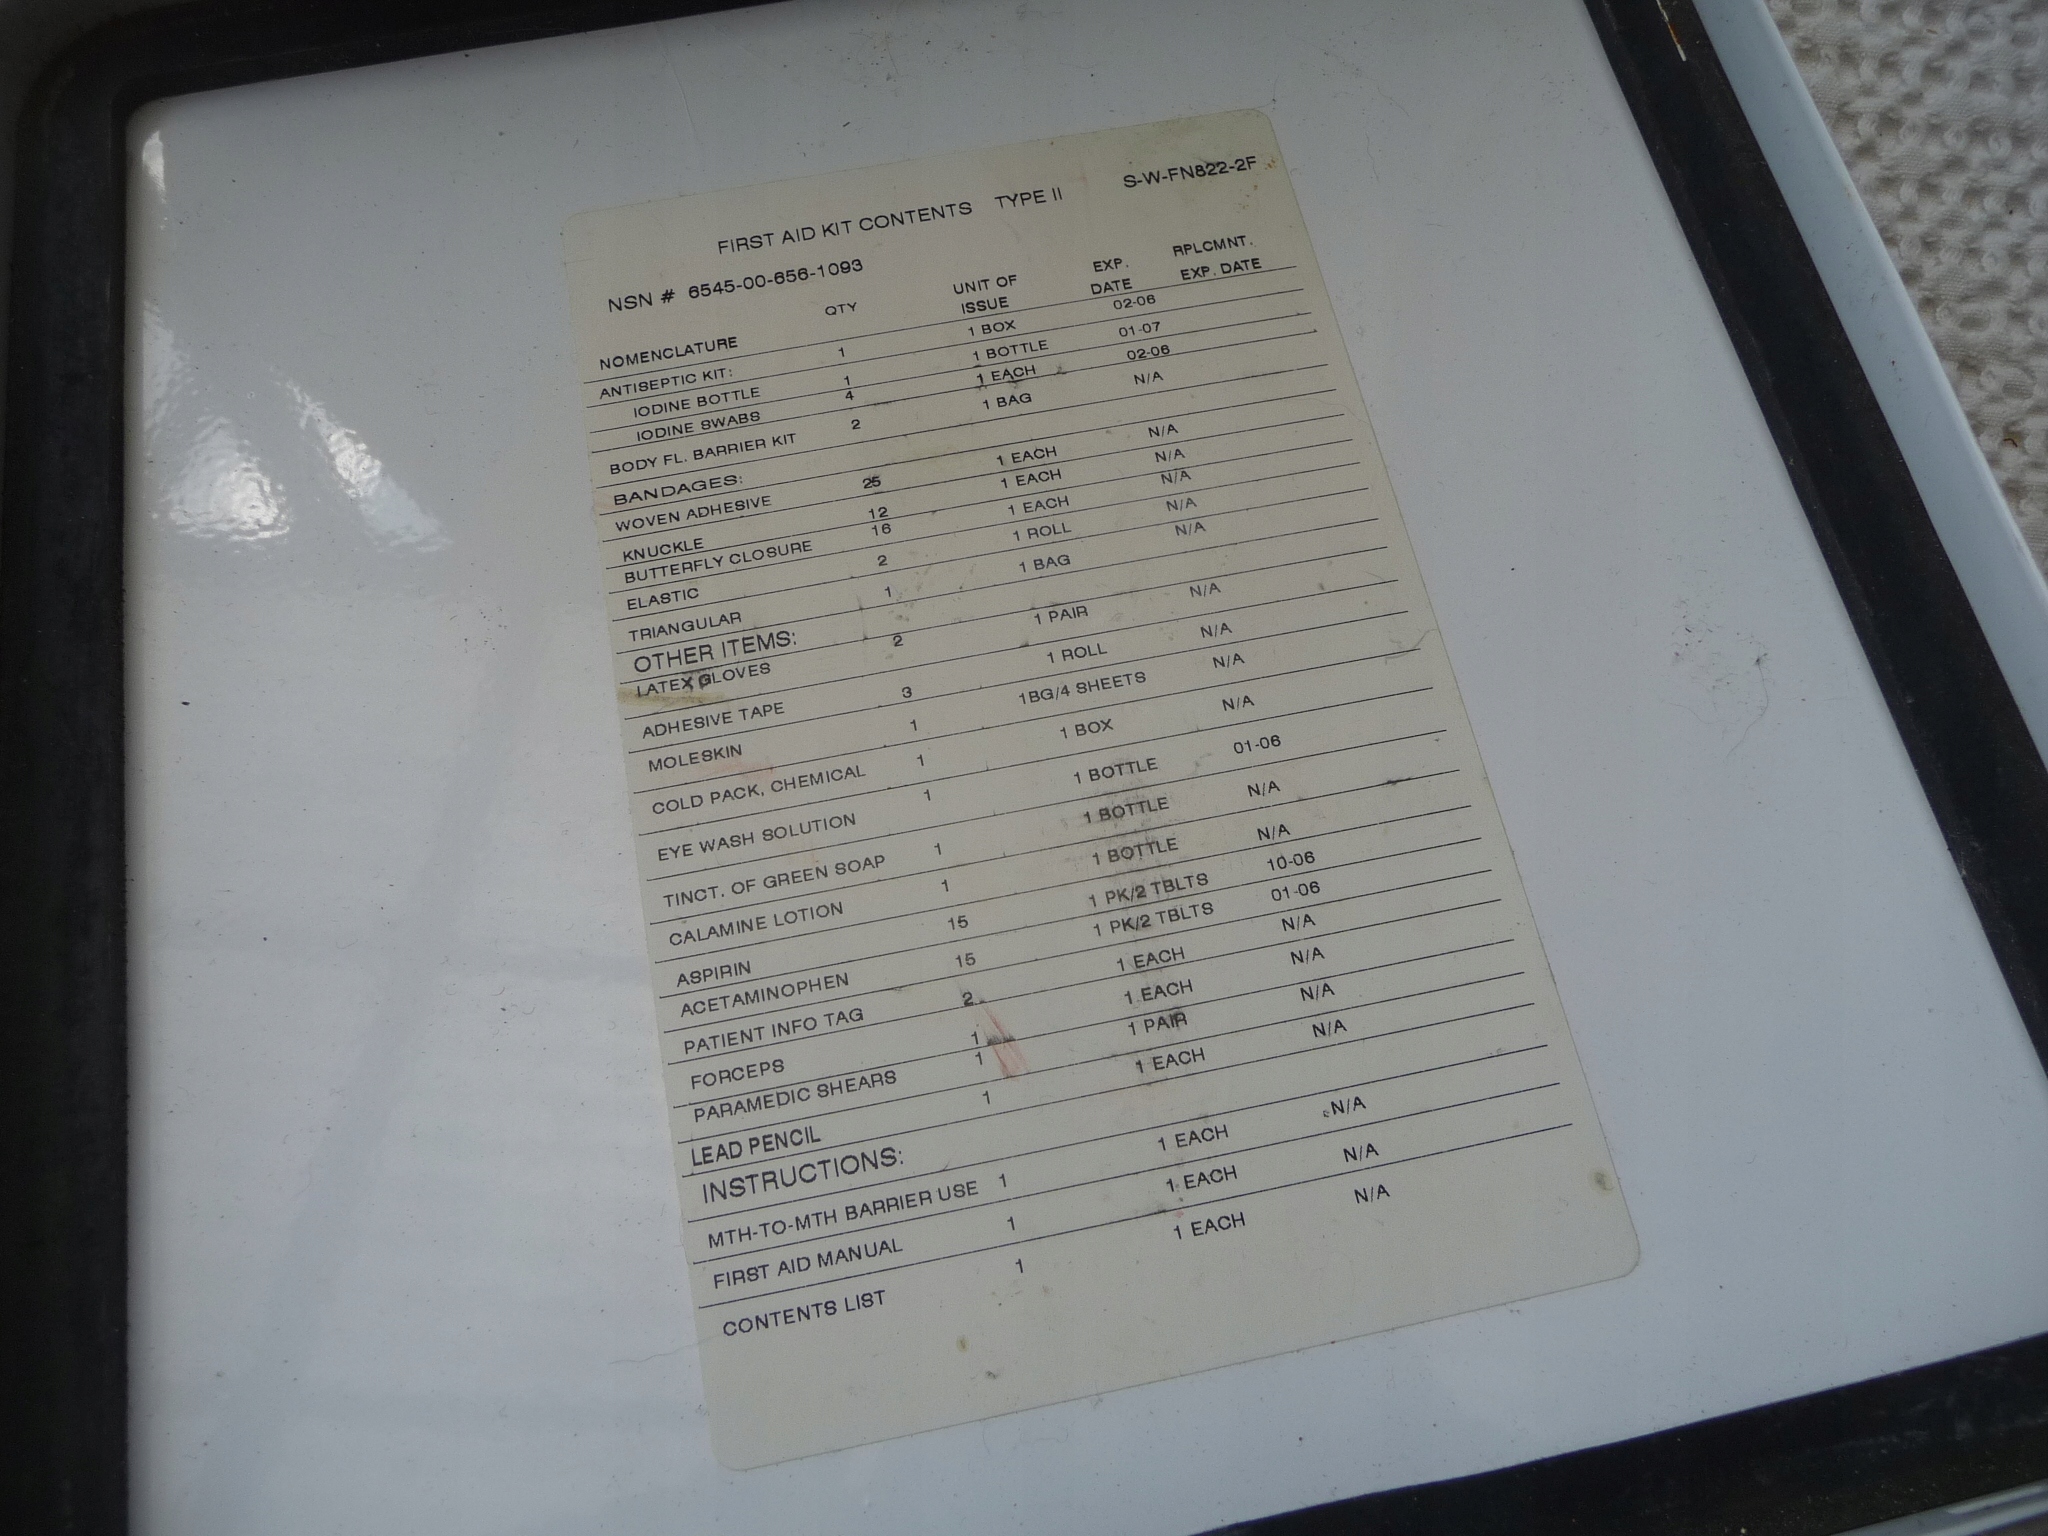 S-W-FN822-2F
FIRST AID KIT CONTENTS TYPE II
NSN # 6545-00-656-1093
NOMENCLATURE QTY UNIT OF ISSUE EXP. DATE RPLCMNT. EXP. DATE
ANTISEPTIC KIT: 1 1 BOX 02-06
IODINE BOTTLE 1 1 BOTTLE 01-07
IODINE SWABS 4 1 EACH 02-06
BODY FL. BARRIER KIT 2 1 BAG N/A
BANDAGES:
WOVEN ADHESIVE 25 1 EACH N/A
KNUCKLE 12 1 EACH N/A
BUTTERFLY CLOSURE 16 1 EACH N/A
ELASTIC 2 1 ROLL N/A
TRIANGULAR 1 1 BAG N/A
OTHER ITEMS:
LATEX GLOVES 2 1 PAIR N/A
ADHESIVE TAPE 3 1 ROLL N/A
MOLESKIN 1 1BG/4 SHEETS N/A
COLD PACK, CHEMICAL 1 1 BOX N/A
EYE WASH SOLUTION 1 1 BOTTLE 01-06
TINCT. OF GREEN SOAP 1 1 BOTTLE N/A
CALAMINE LOTION 1 1 BOTTLE N/A
ASPIRIN 15 1 PK/2 TBLTS 10-06
ACETAMINOPHEN 15 1 PK/2 TBLTS 01-06
PATIENT INFO TAG 2 1 EACH N/A
FORCEPS 1 1 EACH N/A
PARAMEDIC SHEARS 1 1 PAIR N/A
LEAD PENCIL 1 1 EACH N/A
INSTRUCTIONS:
MTH-TO-MTH BARRIER USE 1 1 EACH N/A
FIRST AID MANUAL 1 1 EACH N/A
CONTENTS LIST 1 1 EACH N/A